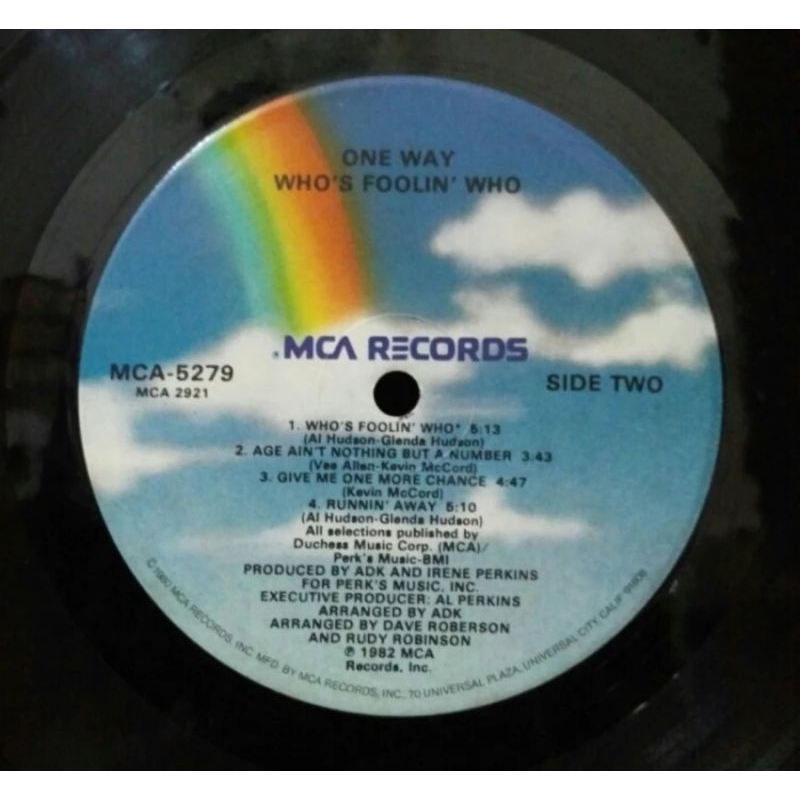 ONE WAY
WHO'S FOOLIN' WHO
MCA RECORDS
MCA-5279
MCA 2921
SIDE TWO
1. WHO'S FOOLIN' WHO* 5:13
(Al Hudson-Glenda Hudson)
2. AGE AIN'T NOTHING BUT A NUMBER 3:43
(Vee Allen-Kevin McCord)
3. GIVE ME ONE MORE CHANCE 4:47
(Kevin McCord)
4. RUNNIN' AWAY 5:10
(Al Hudson-Glenda Hudson)
All selections published by
Duchess Music Corp. (MCA)/
Perk's Music-BMI
PRODUCED BY ADK AND IRENE PERKINS
FOR PERK'S MUSIC, INC.
EXECUTIVE PRODUCER: AL PERKINS
ARRANGED BY ADK
ARRANGED BY DAVE ROBERSON
AND RUDY ROBINSON
℗ 1982 MCA
Records, Inc.
©1980 MCA RECORDS, INC. MFD. BY MCA RECORDS, INC., 70 UNIVERSAL PLAZA, UNIVERSAL CITY, CALIF. 91608